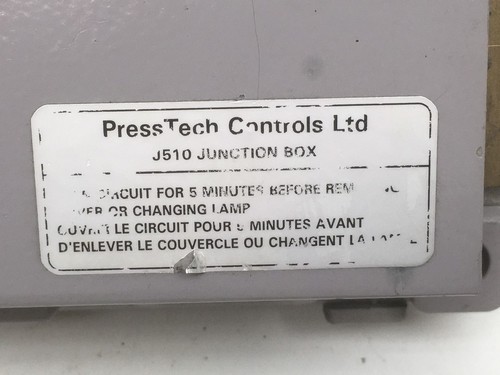 PressTech Controls Ltd
J510 JUNCTION BOX
CIRCUIT FOR 5 MINUTES BEFORE
OR CHANGING LAMP
LE CIRCUIT POUR 5 MINUTES AVANT
D'ENLEVER LE COUVERCLE OU CHANGENT LA